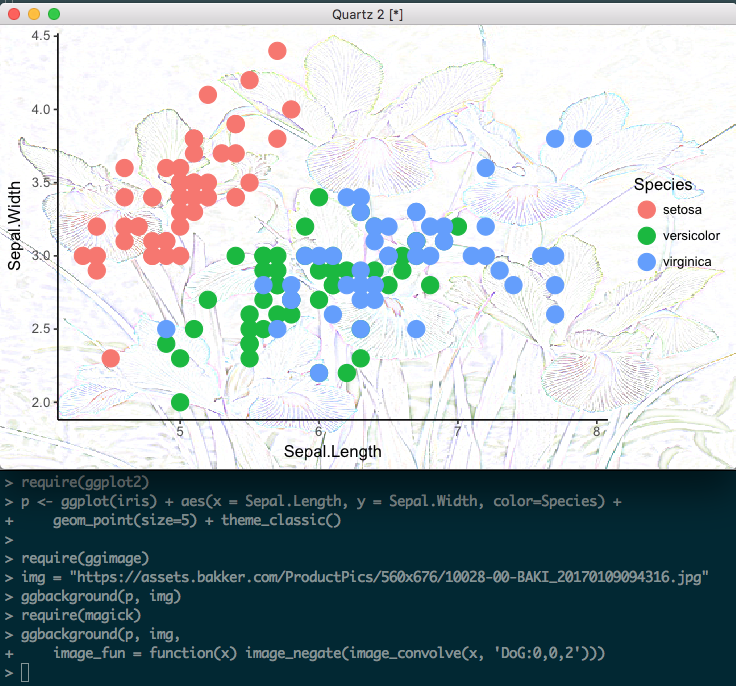 Quartz 2 [*]
4.5
4.0
3.5
3.0
2.5
2.0
Sepal.Width
5 6 7 8
Sepal.Length
Species
setosa
versicolor
virginica
> require(ggplot2)
> p <- ggplot(iris) + aes(x = Sepal.Length, y = Sepal.Width, color=Species) +
+     geom_point(size=5) + theme_classic()
>
> require(ggimage)
> img = "https://assets.bakker.com/ProductPics/560x676/10028-00-BAKI_20170109094316.jpg"
> ggbackground(p, img)
> require(magick)
> ggbackground(p, img,
+     image_fun = function(x) image_negate(image_convolve(x, 'DoG:0,0,2')))
>